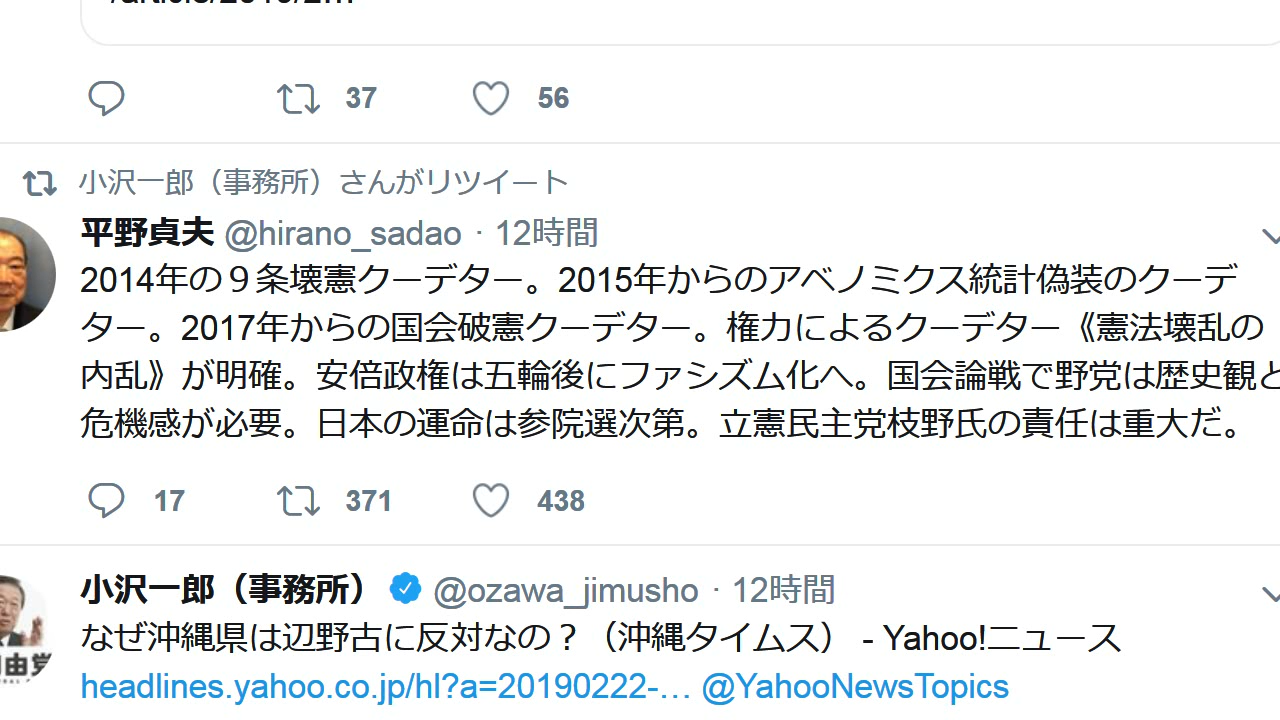 37 56
小沢一郎（事務所）さんがリツイート
平野貞夫 @hirano_sadao · 12時間
2014年の９条壊憲クーデター。2015年からのアベノミクス統計偽装のクーデ
ター。2017年からの国会破憲クーデター。権力によるクーデター《憲法壊乱の
内乱》が明確。安倍政権は五輪後にファシズム化へ。国会論戦で野党は歴史観と
危機感が必要。日本の運命は参院選次第。立憲民主党枝野氏の責任は重大だ。
17 371 438
小沢一郎（事務所） @ozawa_jimusho · 12時間
なぜ沖縄県は辺野古に反対なの？（沖縄タイムス） - Yahoo!ニュース
headlines.yahoo.co.jp/hl?a=20190222-… @YahooNewsTopics